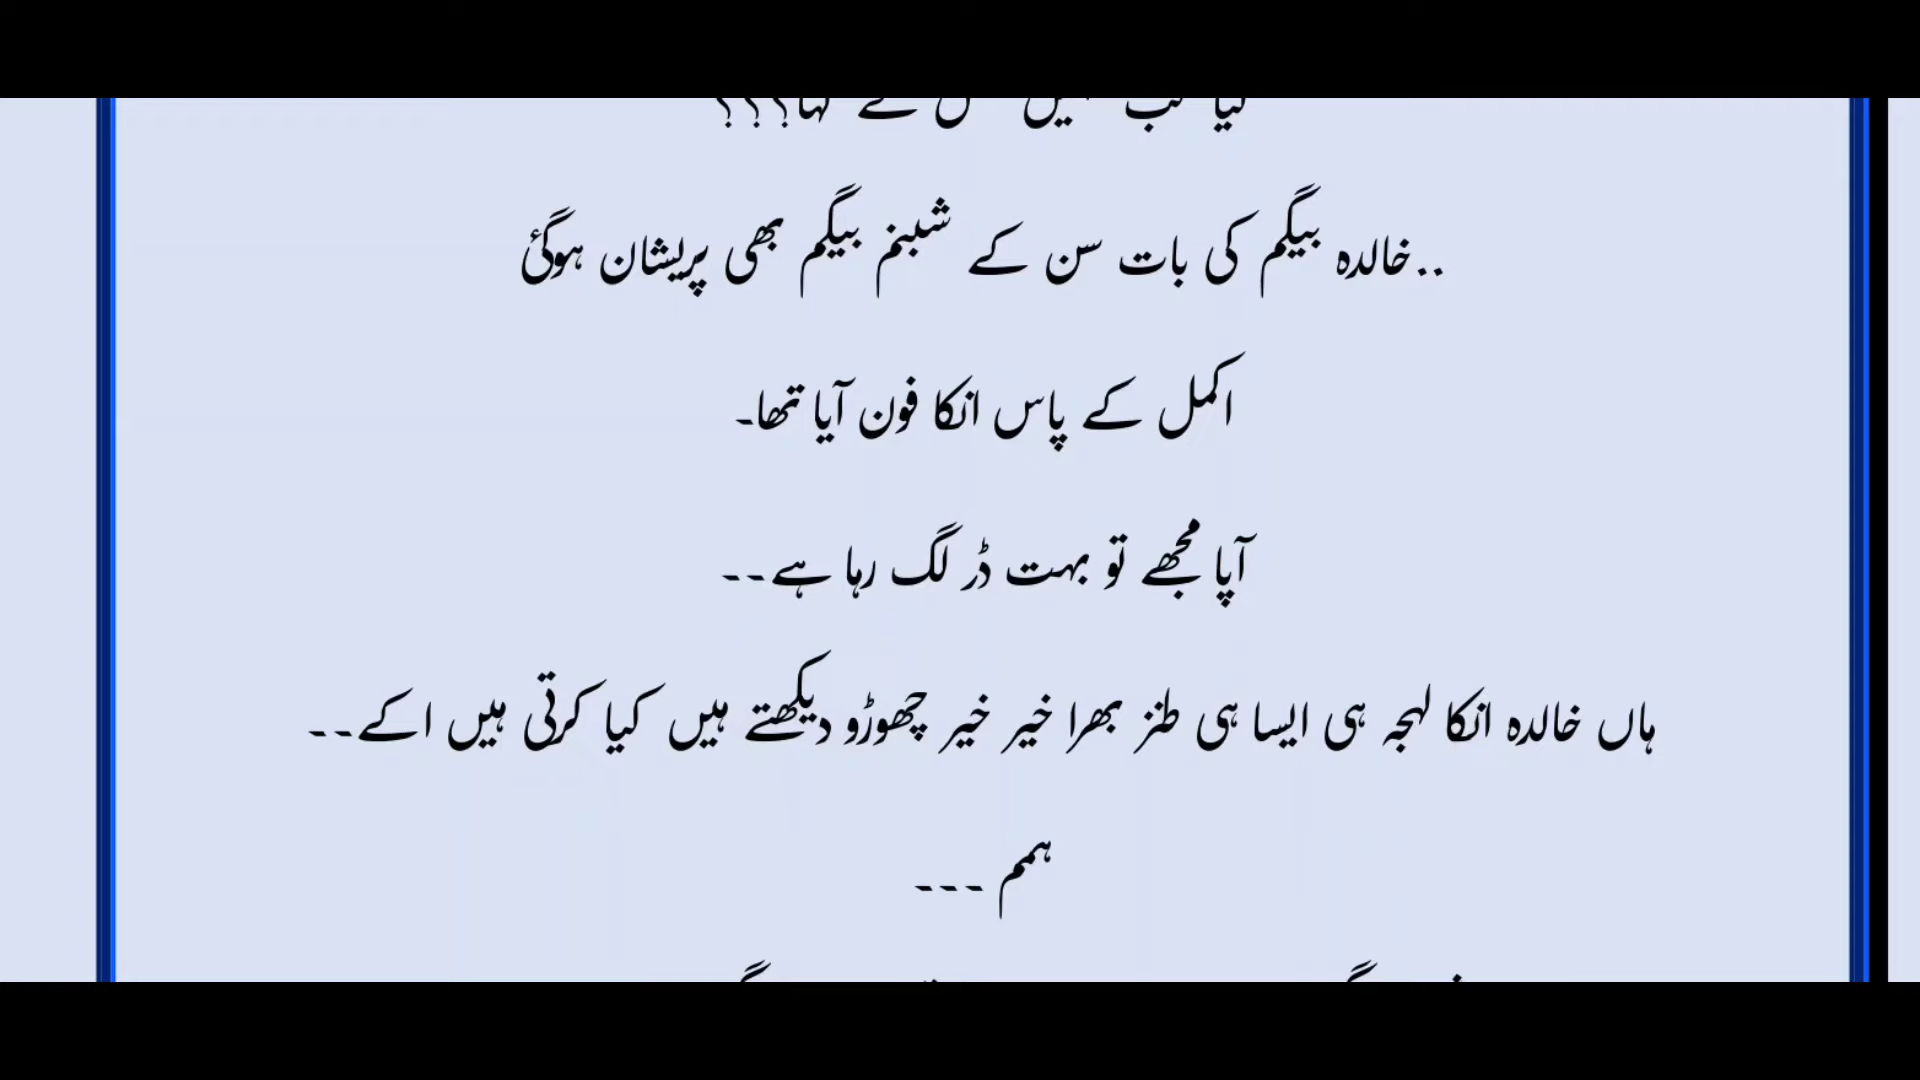 ..خالدہ بیگم کی بات سن کے شبنم بیگم بھی پریشان ہوگئ
اکمل کے پاس انکا فون آیا تھا۔
آپا مجھے تو بہت ڈر لگ رہا ہے۔۔
ہاں خالدہ انکا لہجہ ہی ایسا ہی طنز بھرا خیر خیر چھوڑو دیکھتے ہیں کیا کرتی ہیں اکے۔۔
ہمم ۔۔۔